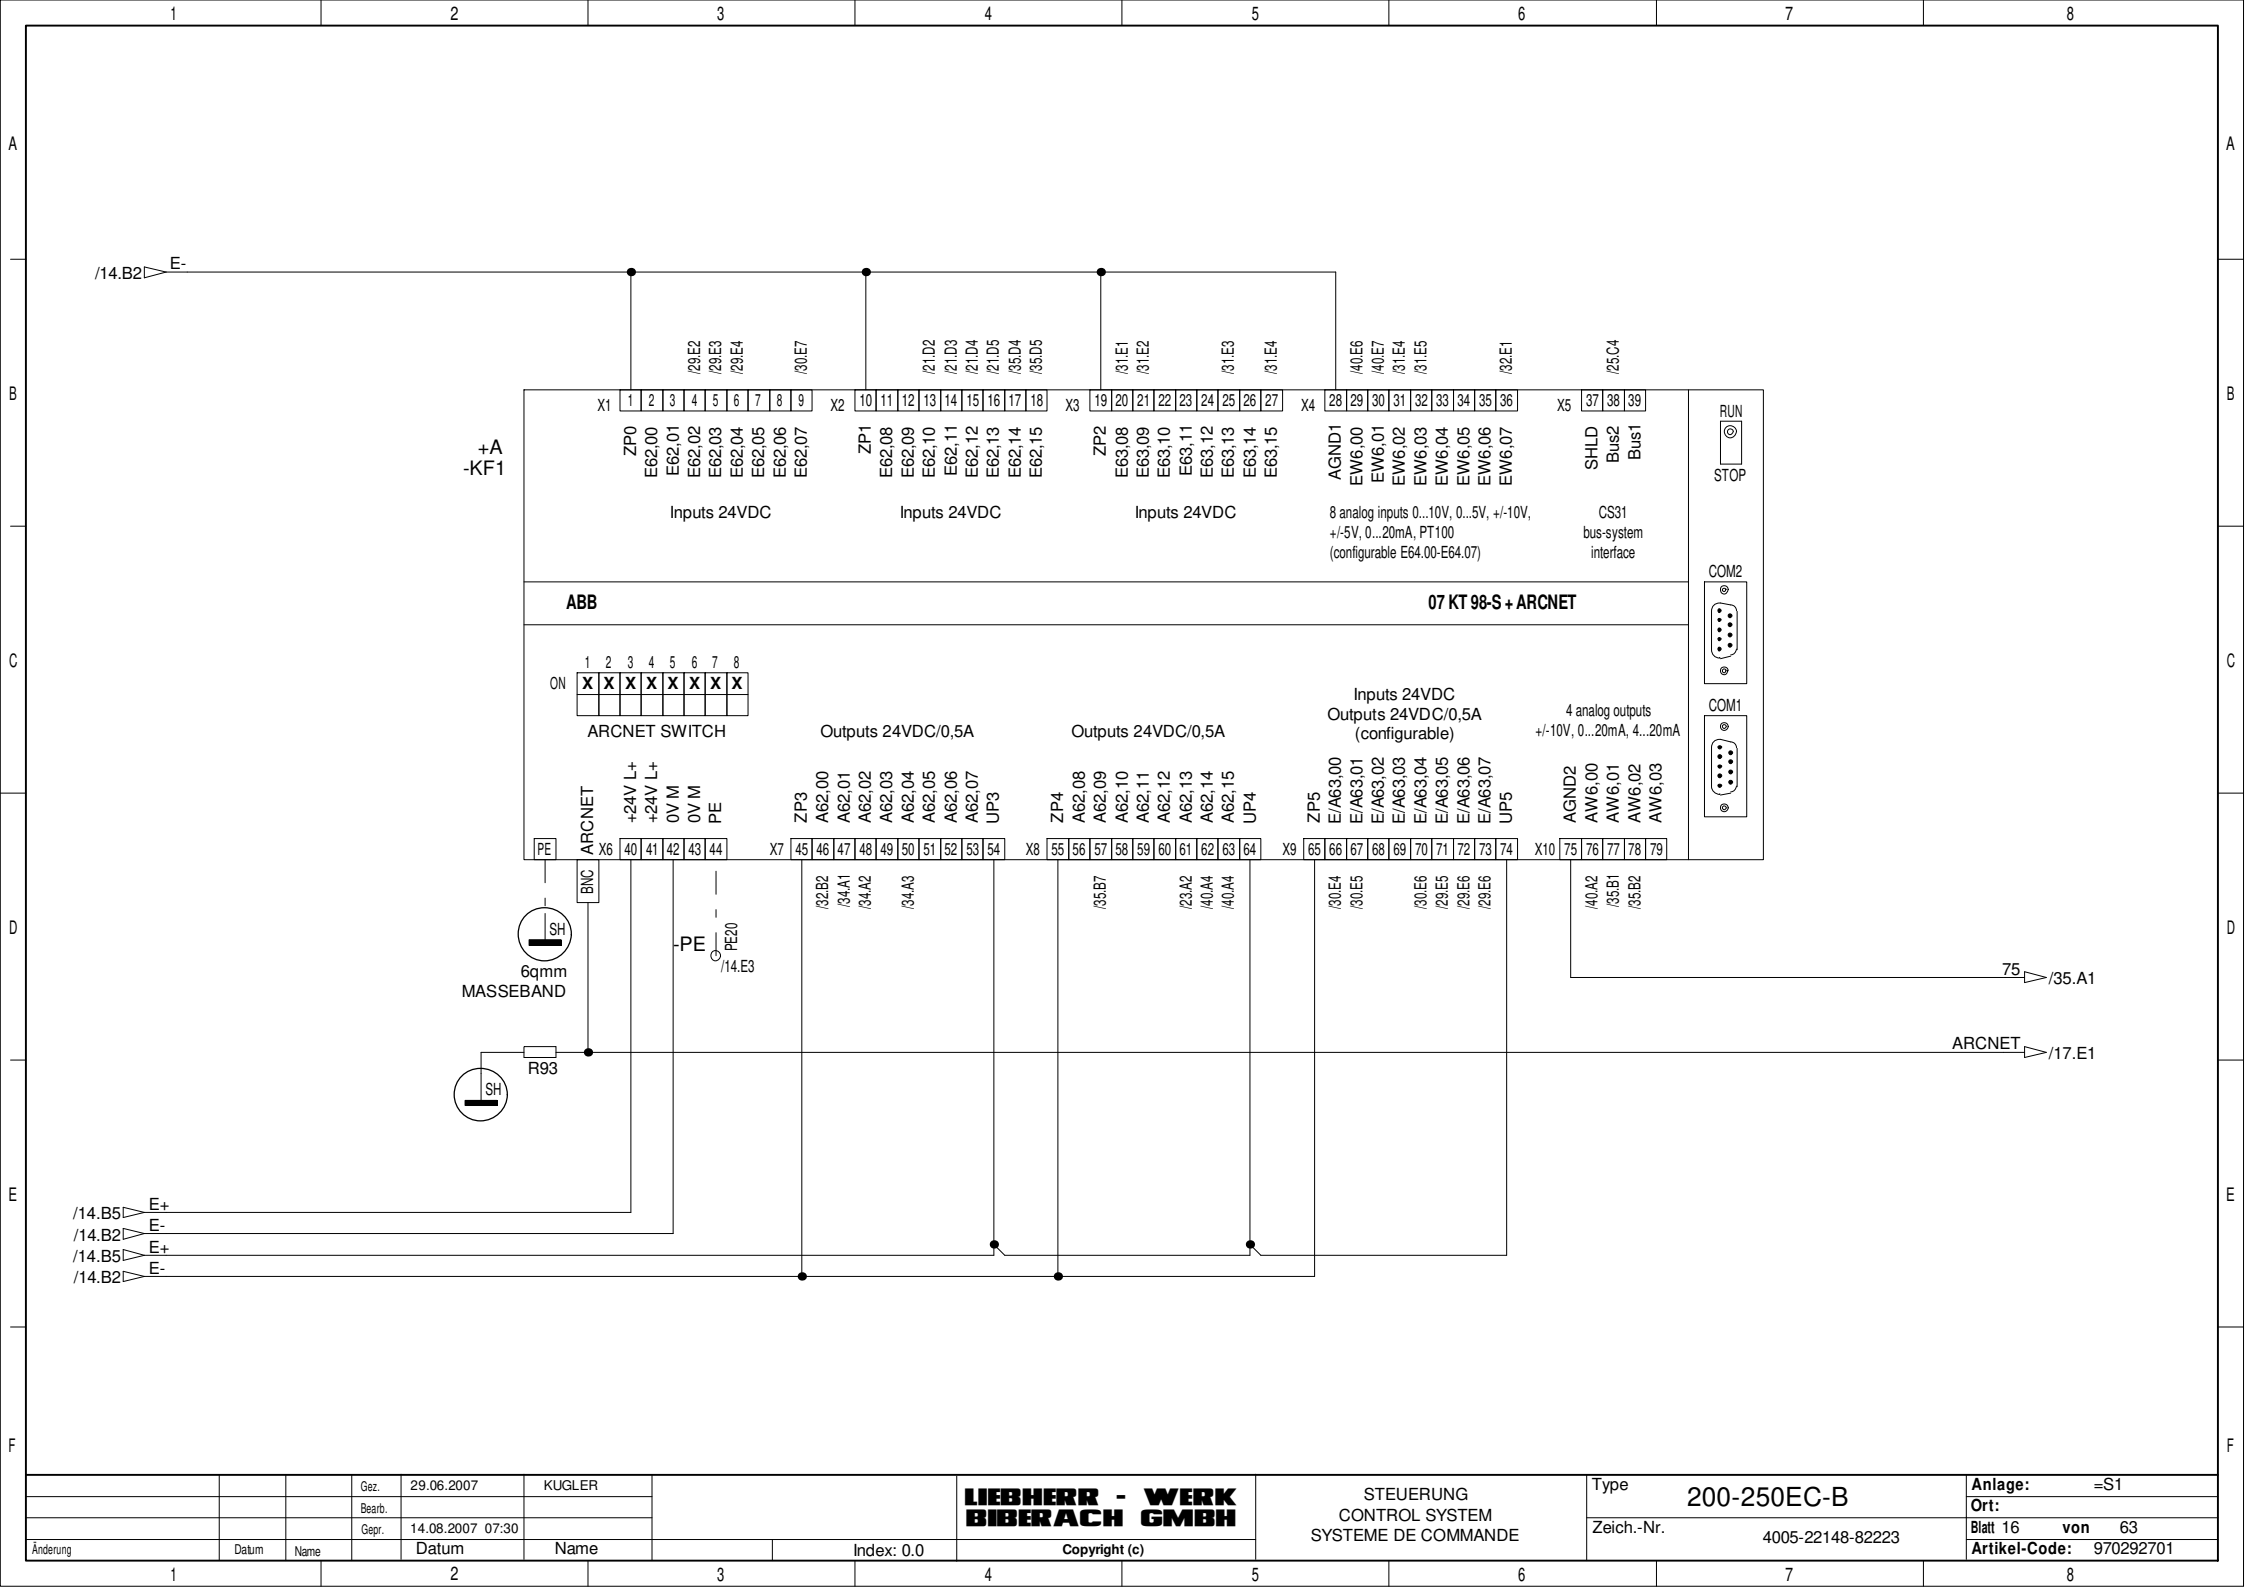 1 2 3 4 5 6 7 8
A A
/14.B2 E-
/29.E2 /29.E3 /29.E4 /30.E7 /21.D2 /21.D3 /21.D4 /21.D5 /35.D4 /35.D5 /31.E1 /31.E2 /31.E3 /31.E4 /40.E6 /40.E7 /31.E4 /31.E5 /32.E1 /25.C4
B B
X1 1 2 3 4 5 6 7 8 9 X2 10 11 12 13 14 15 16 17 18 X3 19 20 21 22 23 24 25 26 27 X4 28 29 30 31 32 33 34 35 36 X5 37 38 39
RUN
STOP
+A
-KF1
ZP0 E62,00 E62,01 E62,02 E62,03 E62,04 E62,05 E62,06 E62,07
ZP1 E62,08 E62,09 E62,10 E62,11 E62,12 E62,13 E62,14 E62,15
ZP2 E63,08 E63,09 E63,10 E63,11 E63,12 E63,13 E63,14 E63,15
AGND1 EW6,00 EW6,01 EW6,02 EW6,03 EW6,04 EW6,05 EW6,06 EW6,07
SHLD Bus2 Bus1
Inputs 24VDC Inputs 24VDC Inputs 24VDC
8 analog inputs 0...10V, 0...5V, +/-10V,
+/-5V, 0...20mA, PT100
(configurable E64.00-E64.07)
CS31
bus-system
interface
COM2
ABB 07 KT 98-S + ARCNET
C C
1 2 3 4 5 6 7 8
ON X X X X X X X X
ARCNET SWITCH
Outputs 24VDC/0,5A Outputs 24VDC/0,5A
Inputs 24VDC
Outputs 24VDC/0,5A
(configurable)
4 analog outputs
+/-10V, 0...20mA, 4...20mA
COM1
ARCNET
+24V L+ +24V L+ 0V M 0V M PE
ZP3 A62,00 A62,01 A62,02 A62,03 A62,04 A62,05 A62,06 A62,07 UP3
ZP4 A62,08 A62,09 A62,10 A62,11 A62,12 A62,13 A62,14 A62,15 UP4
ZP5 E/A63,00 E/A63,01 E/A63,02 E/A63,03 E/A63,04 E/A63,05 E/A63,06 E/A63,07 UP5
AGND2 AW6,00 AW6,01 AW6,02 AW6,03
PE X6 40 41 42 43 44 X7 45 46 47 48 49 50 51 52 53 54 X8 55 56 57 58 59 60 61 62 63 64 X9 65 66 67 68 69 70 71 72 73 74 X10 75 76 77 78 79
BNC
/32.B2 /34.A1 /34.A2 /34.A3 /35.B7 /23.A2 /40.A4 /40.A4 /30.E4 /30.E5 /30.E6 /29.E5 /29.E6 /29.E6 /40.A2 /35.B1 /35.B2
D D
SH
-PE PE20
/14.E3
6qmm
MASSEBAND
75 /35.A1
ARCNET /17.E1
R93
SH
E E
/14.B5 E+
/14.B2 E-
/14.B5 E+
/14.B2 E-
F F
Gez. 29.06.2007 KUGLER
Bearb.
Gepr. 14.08.2007 07:30
Änderung Datum Name Datum Name
Index: 0.0
LIEBHERR - WERK
BIBERACH GMBH
Copyright (c)
STEUERUNG
CONTROL SYSTEM
SYSTEME DE COMMANDE
Type 200-250EC-B
Zeich.-Nr. 4005-22148-82223
Anlage: =S1
Ort:
Blatt 16 von 63
Artikel-Code: 970292701
1 2 3 4 5 6 7 8